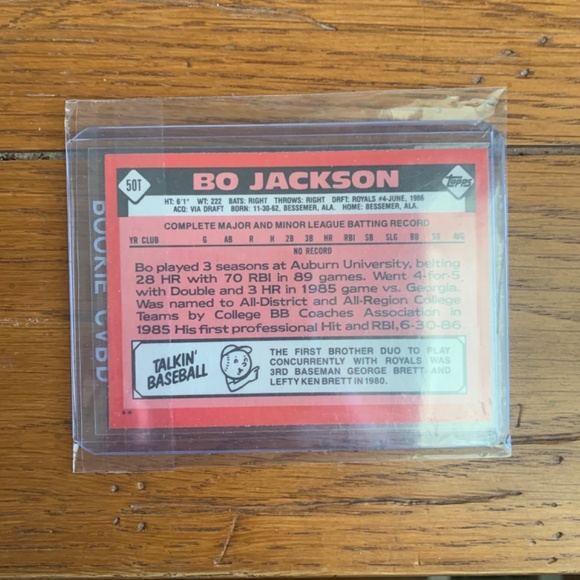 50T
BO JACKSON
Topps
HT: 6'1" WT: 222 BATS: RIGHT THROWS: RIGHT DRFT: ROYALS #4-JUNE, 1986
ACQ: VIA DRAFT BORN: 11-30-62, BESSEMER, ALA. HOME: BESSEMER, ALA.
COMPLETE MAJOR AND MINOR LEAGUE BATTING RECORD
YR CLUB G AB R H 2B 3B HR RBI SB SLG BB SO AVG
NO RECORD
Bo played 3 seasons at Auburn University, belting
28 HR with 70 RBI in 89 games. Went 4-for-5
with Double and 3 HR in 1985 game vs. Georgia.
Was named to All-District and All-Region College
Teams by College BB Coaches Association in
1985 His first professional Hit and RBI, 6-30-86.
TALKIN'
BASEBALL
THE FIRST BROTHER DUO TO PLAY
CONCURRENTLY WITH ROYALS WAS
3RD BASEMAN GEORGE BRETT AND
LEFTY KEN BRETT IN 1980.
ROOKIE CARD